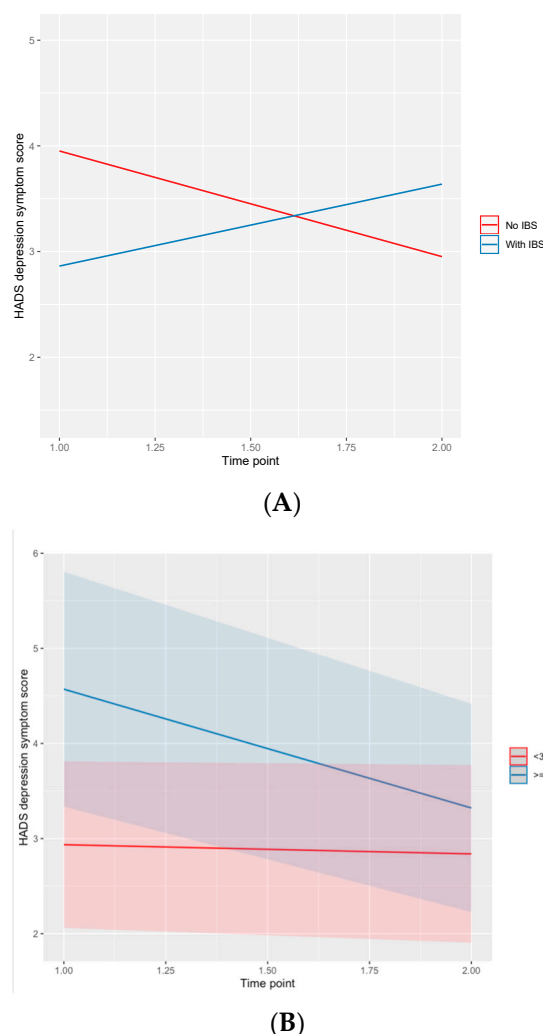 5
4
3
2
HADS depression symptom score
1.00 1.25 1.50 1.75 2.00
Time point
No IBS
With IBS
(A)
6
5
4
3
2
HADS depression symptom score
1.00 1.25 1.50 1.75 2.00
Time point
<3
>=
(B)